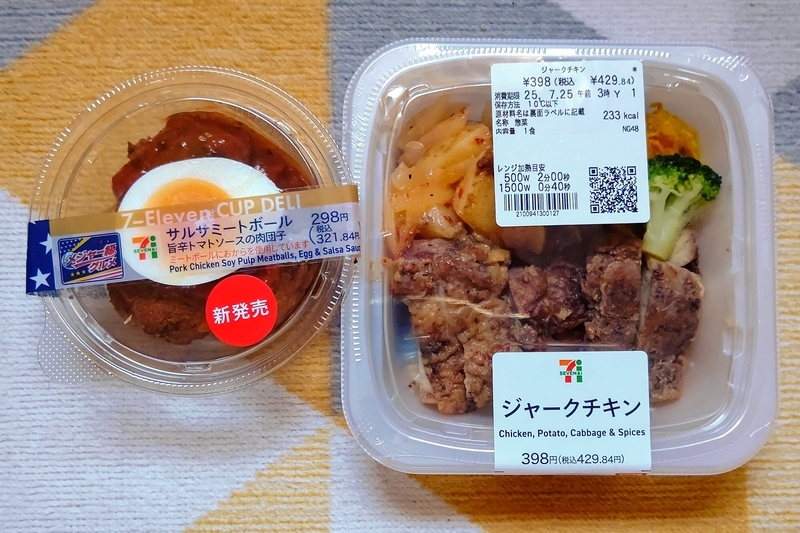 7-Eleven CUP DELI
サルサミートボール
旨辛トマトソースの肉団子
ミートボールにおからを使用しています
298円
(税込
321.84円
Pork Chicken Soy Pulp Meatballs, Egg & Salsa Sauc
SEVEN&i
新発売
ジャークチキン *
¥398 (税込 ¥429.84)
消費期限 25. 7.25 午前 3時 Y 1
保存方法 10℃以下
原材料名は裏面ラベルに記載
名称 惣菜
内容量 1食
233 kcal
NG48
レンジ加熱目安
500W 2分00秒
1500W 0分40秒
2100941300127
SEVEN&i
ジャークチキン
Chicken, Potato, Cabbage & Spices
398円(税込429.84円)